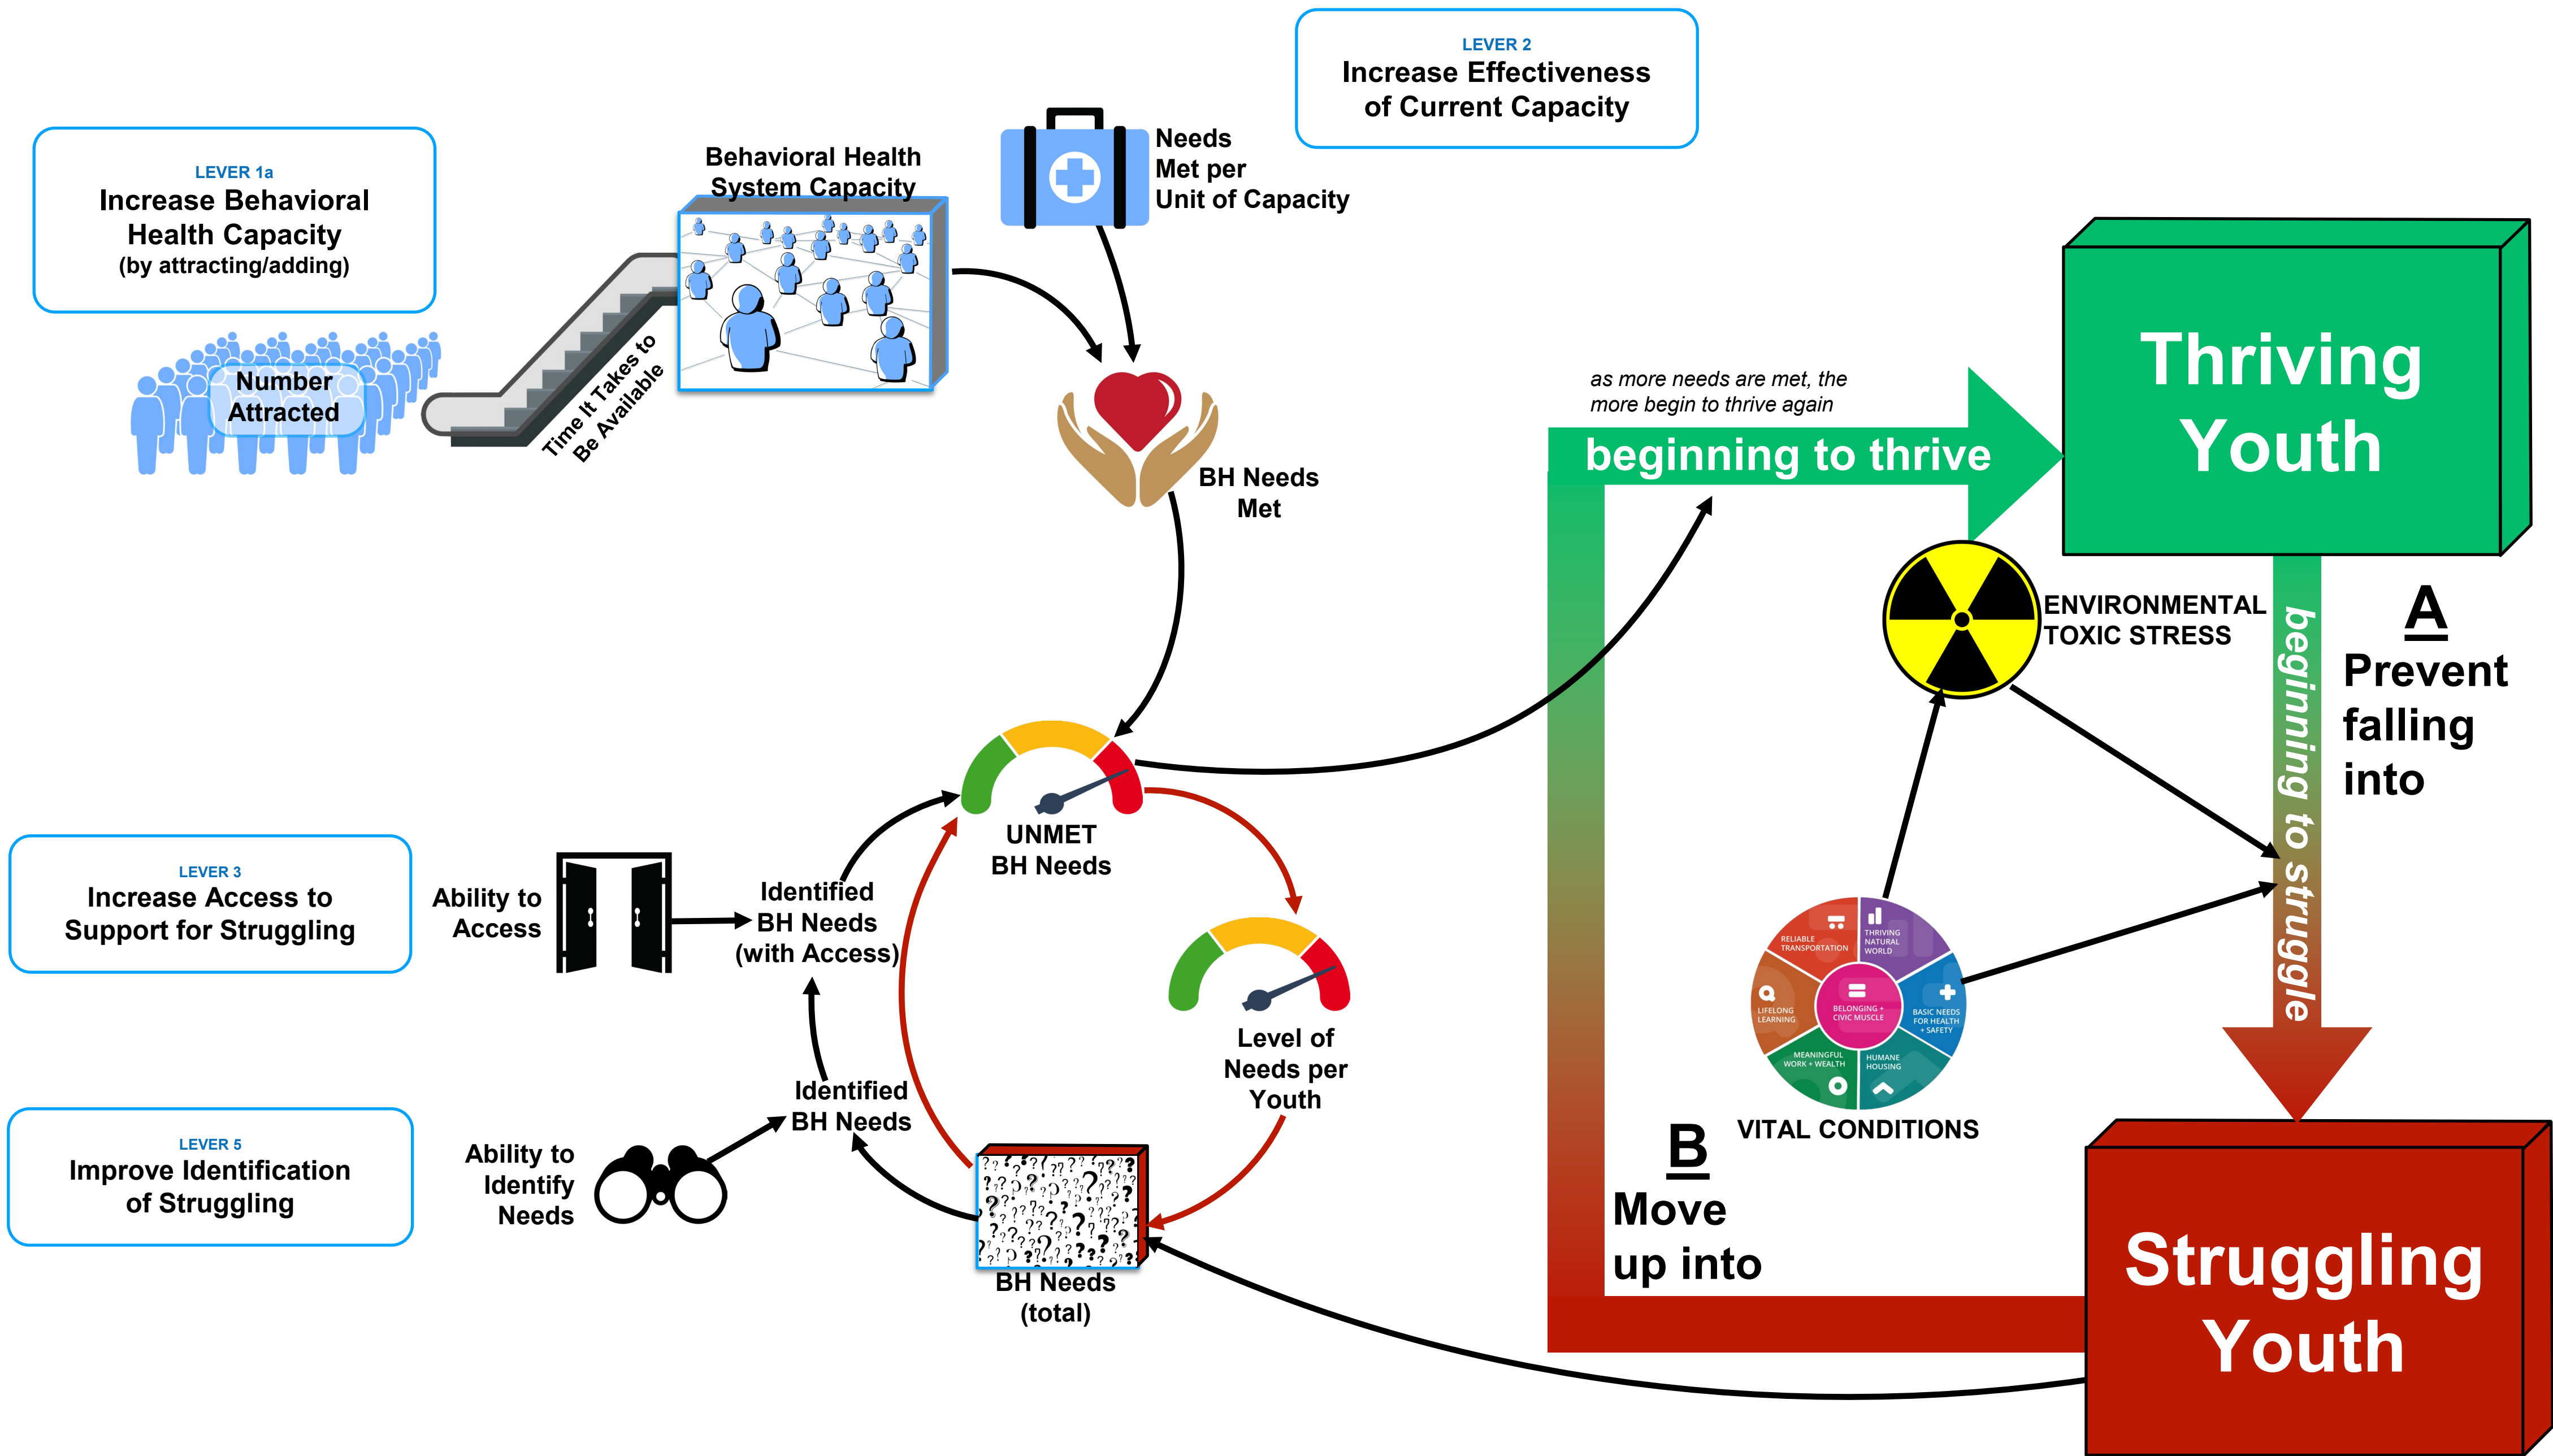 LEVER 2
Increase Effectiveness
of Current Capacity
LEVER 1a
Increase Behavioral
Health Capacity
(by attracting/adding)
Number
Attracted
Time It Takes to
Be Available
Behavioral Health
System Capacity
Needs
Met per
Unit of Capacity
BH Needs
Met
as more needs are met, the
more begin to thrive again
beginning to thrive
Thriving
Youth
ENVIRONMENTAL
TOXIC STRESS
beginning to struggle
A
Prevent
falling
into
UNMET
BH Needs
LEVER 3
Increase Access to
Support for Struggling
Ability to
Access
Identified
BH Needs
(with Access)
Level of
Needs per
Youth
RELIABLE
TRANSPORTATION
THRIVING
NATURAL
WORLD
LIFELONG
LEARNING
BELONGING +
CIVIC MUSCLE
BASIC NEEDS
FOR HEALTH
+ SAFETY
MEANINGFUL
WORK + WEALTH
HUMANE
HOUSING
VITAL CONDITIONS
LEVER 5
Improve Identification
of Struggling
Ability to
Identify
Needs
Identified
BH Needs
BH Needs
(total)
B
Move
up into
Struggling
Youth